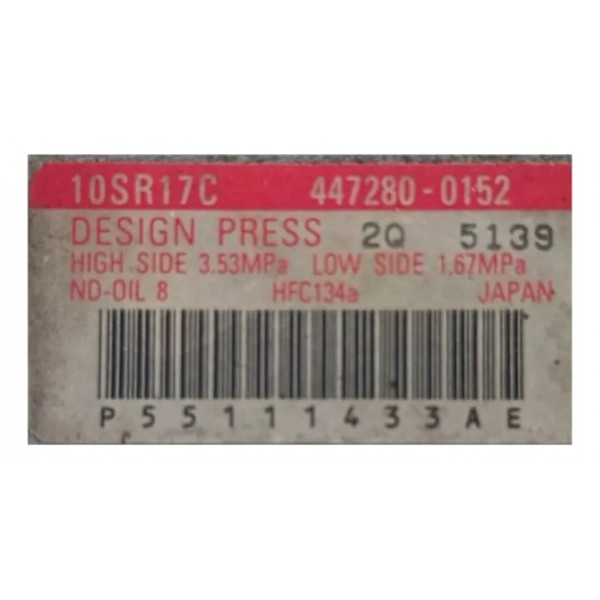 10SR17C 447280-0152
DESIGN PRESS 2Q 5139
HIGH SIDE 3.53MPa LOW SIDE 1.67MPa
ND-OIL 8 HFC134a JAPAN
P55111433AE